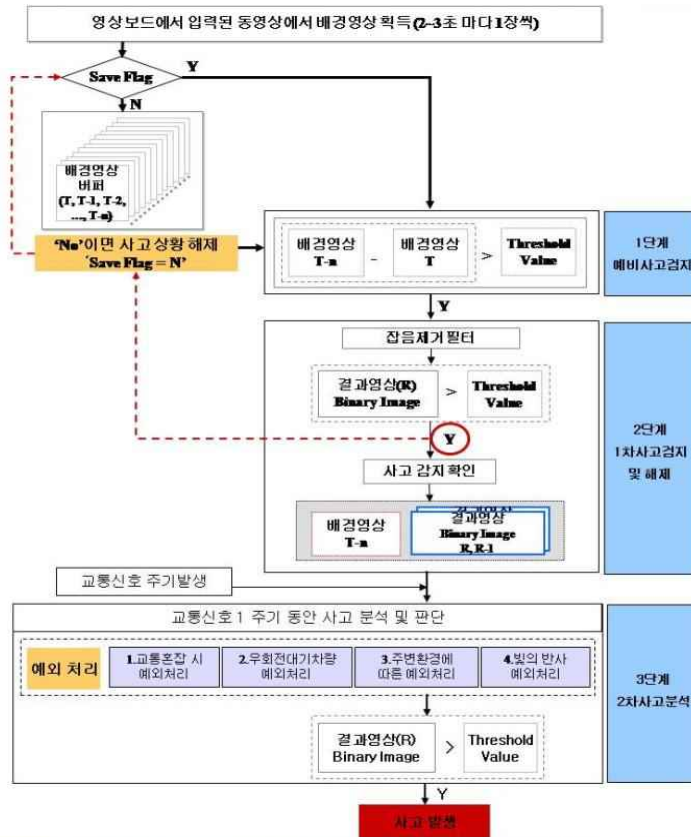 영상보드에서 입력된 동영상에서 배경영상 획득(2~3초 마다 1장씩)
Save Flag
Y
N
배경영상
버퍼
(T, T-1, T-2,
..., T-n)
'No'이면 사고 상황 해제
'Save Flag = N'
배경영상
T-n
-
배경영상
T
>
Threshold
Value
1단계
예비사고검지
Y
잡음제거필터
결과영상(R)
Binary Image
>
Threshold
Value
Y
사고 감지 확인
배경영상
T-n
결과영상
결과영상
Binary Image
R, R-1
2단계
1차사고검지
및 해제
교통신호 주기발생
교통신호 1 주기 동안 사고 분석 및 판단
예외 처리
1.교통혼잡 시
예외처리
2.우회전대기차량
예외처리
3.주변환경에
따른 예외처리
4.빛의 반사
예외처리
3단계
2차사고분석
결과영상(R)
Binary Image
>
Threshold
Value
Y
사고 발생